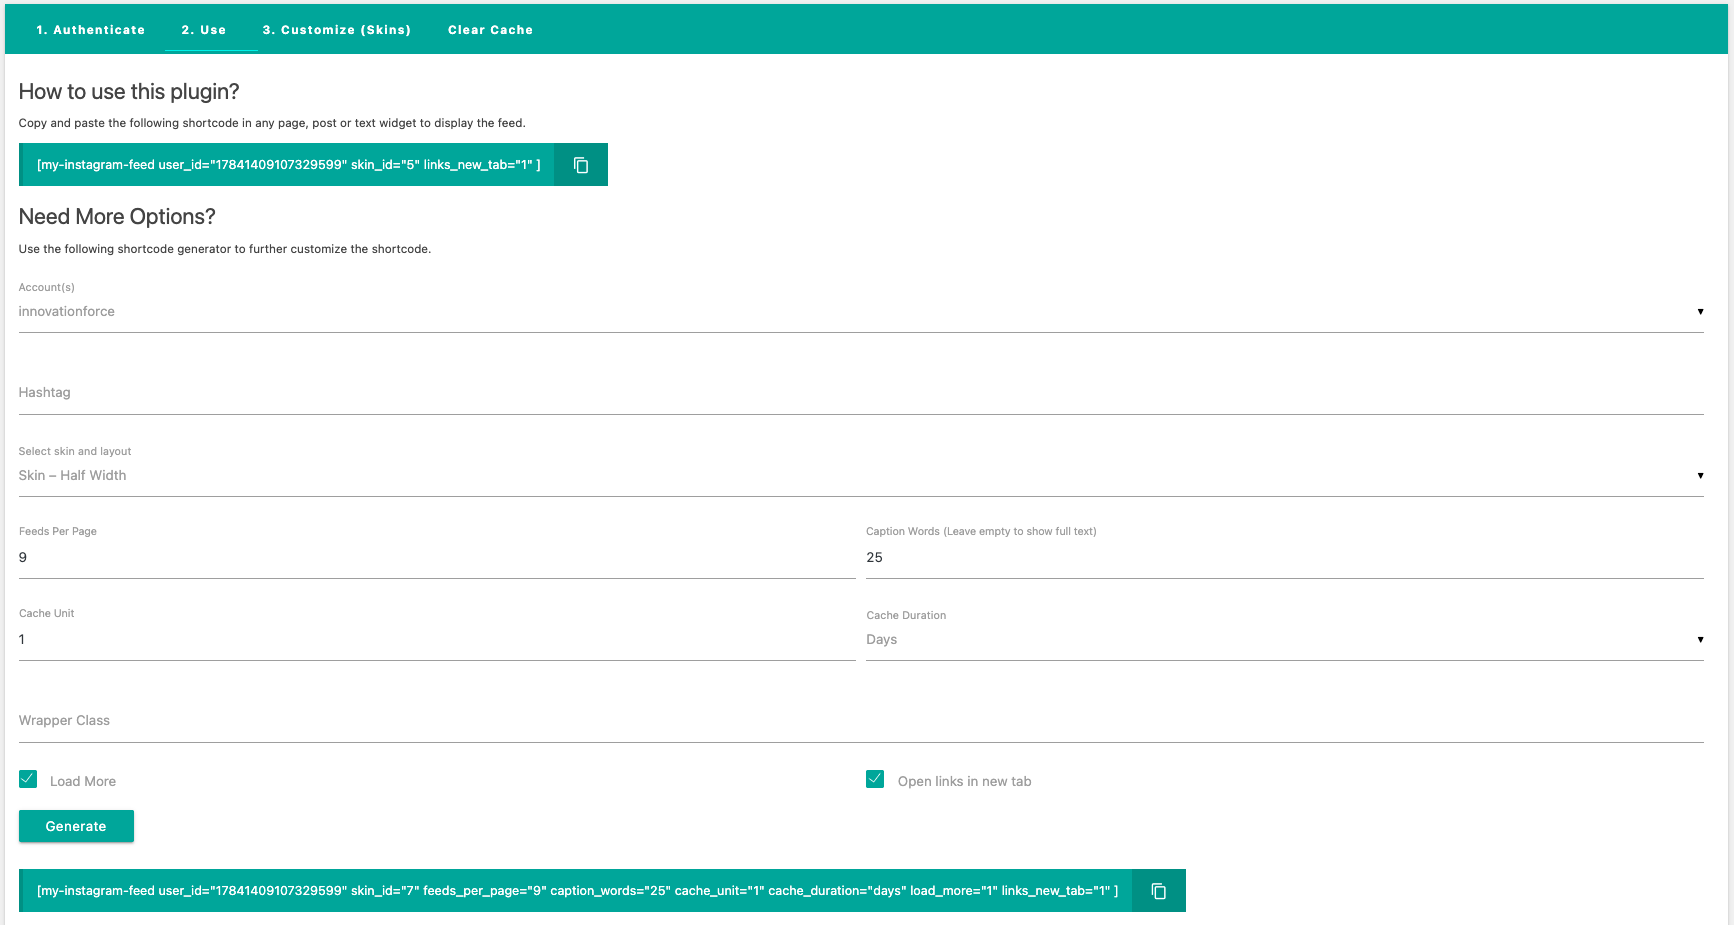 1. Authenticate 2. Use 3. Customize (Skins) Clear Cache
How to use this plugin?
Copy and paste the following shortcode in any page, post or text widget to display the feed.
[my-instagram-feed user_id="17841409107329599" skin_id="5" links_new_tab="1" ]
Need More Options?
Use the following shortcode generator to further customize the shortcode.
Account(s)
innovationforce
Hashtag
Select skin and layout
Skin – Half Width
Feeds Per Page Caption Words (Leave empty to show full text)
9 25
Cache Unit Cache Duration
1 Days
Wrapper Class
Load More Open links in new tab
Generate
[my-instagram-feed user_id="17841409107329599" skin_id="7" feeds_per_page="9" caption_words="25" cache_unit="1" cache_duration="days" load_more="1" links_new_tab="1" ]